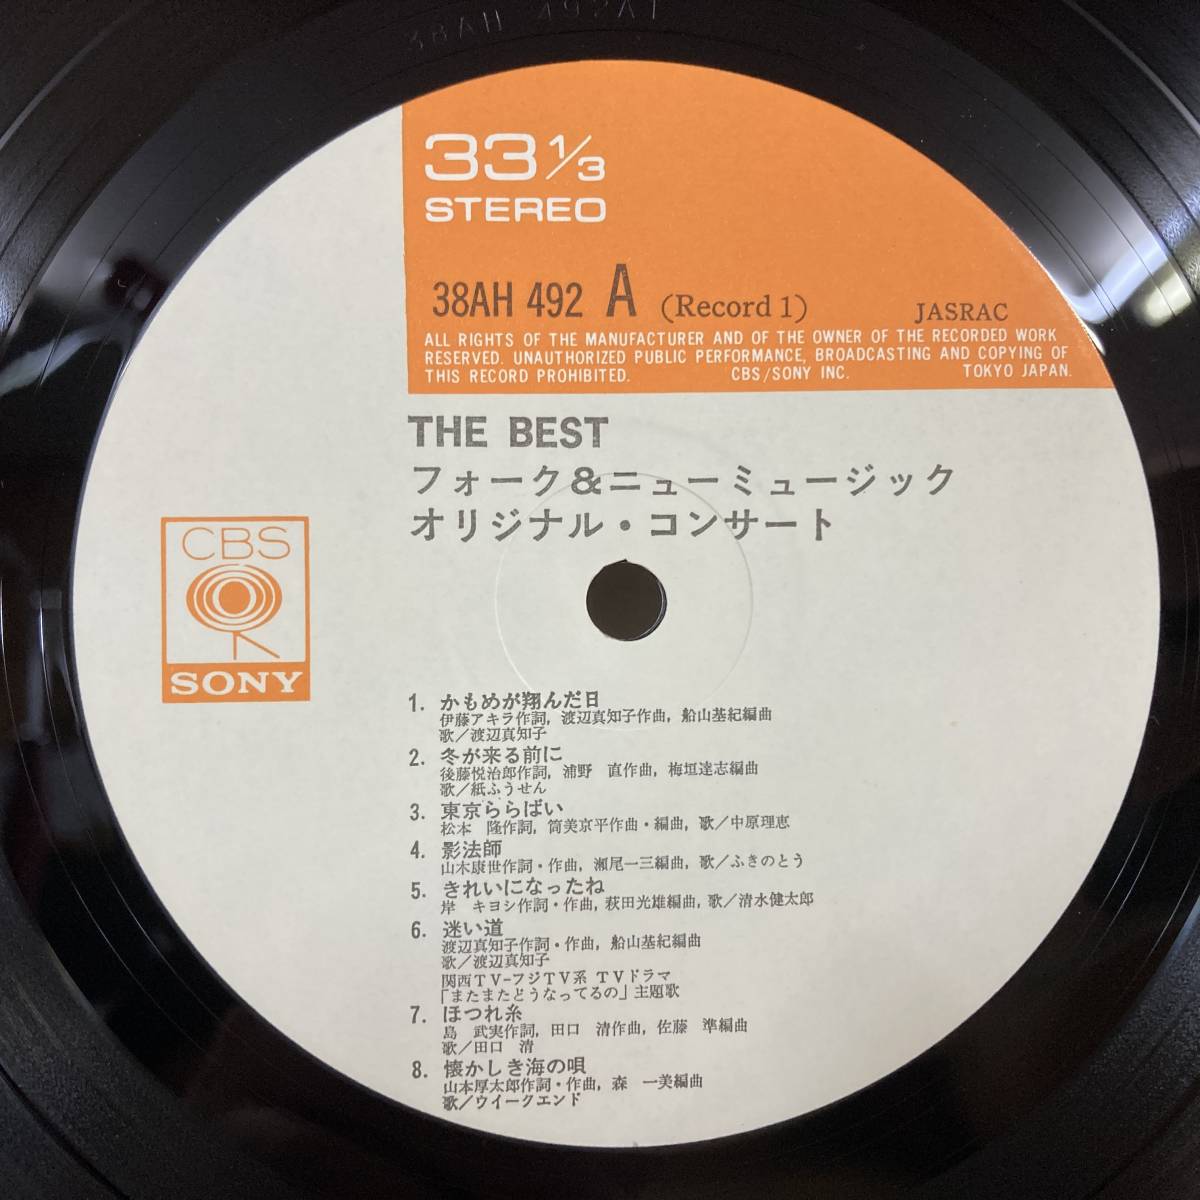 38AH 492A1
33 1/3
STEREO
38AH 492 A (Record 1) JASRAC
ALL RIGHTS OF THE MANUFACTURER AND OF THE OWNER OF THE RECORDED WORK
RESERVED. UNAUTHORIZED PUBLIC PERFORMANCE, BROADCASTING AND COPYING OF
THIS RECORD PROHIBITED. CBS/SONY INC. TOKYO JAPAN.
THE BEST
フォーク&ニューミュージック
オリジナル・コンサート
CBS
SONY
1. かもめが翔んだ日
伊藤アキラ作詞, 渡辺真知子作曲, 船山基紀編曲
歌/渡辺真知子
2. 冬が来る前に
後藤悦治郎作詞, 浦野 直作曲, 梅垣達志編曲
歌/紙ふうせん
3. 東京ららばい
松本 隆作詞, 筒美京平作曲・編曲, 歌/中原理恵
4. 影法師
山木康世作詞・作曲, 瀬尾一三編曲, 歌/ふきのとう
5. きれいになったね
岸 キヨシ作詞・作曲, 萩田光雄編曲, 歌/清水健太郎
6. 迷い道
渡辺真知子作詞・作曲, 船山基紀編曲
歌/渡辺真知子
関西TV-フジTV系 TVドラマ
「またまたどうなってるの」主題歌
7. ほつれ糸
島 武実作詞, 田口 清作曲, 佐藤 準編曲
歌/田口 清
8. 懐かしき海の唄
山本厚太郎作詞・作曲, 森 一美編曲
歌/ウイークエンド